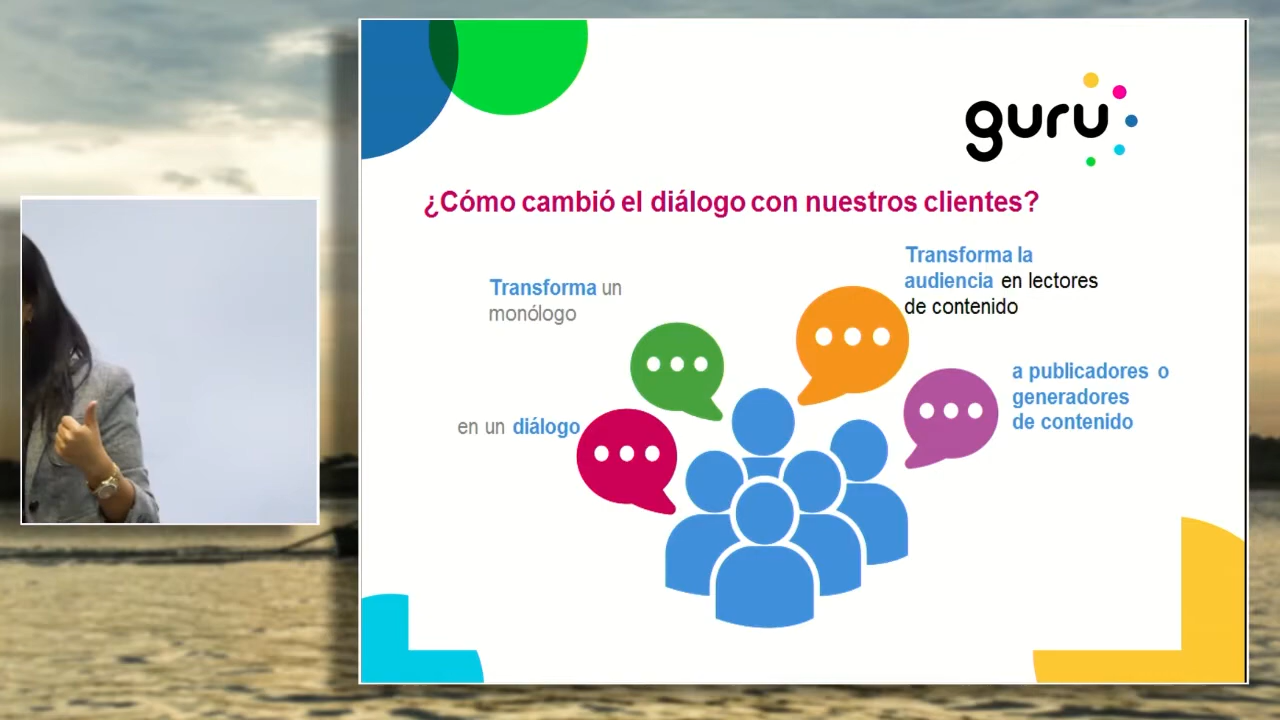 guru
¿Cómo cambió el diálogo con nuestros clientes?
Transforma un
monólogo
en un diálogo
Transforma la
audiencia en lectores
de contenido
a publicadores o
generadores
de contenido